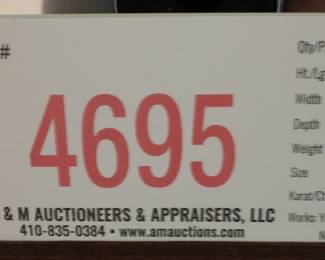 #
4695
& M AUCTIONEERS & APPRAISERS, LLC
410-835-0384 • www.amauctions.com
Qty/P
Ht./Lg
Width
Depth
Weight
Size
Karat/C
Works: Y
N